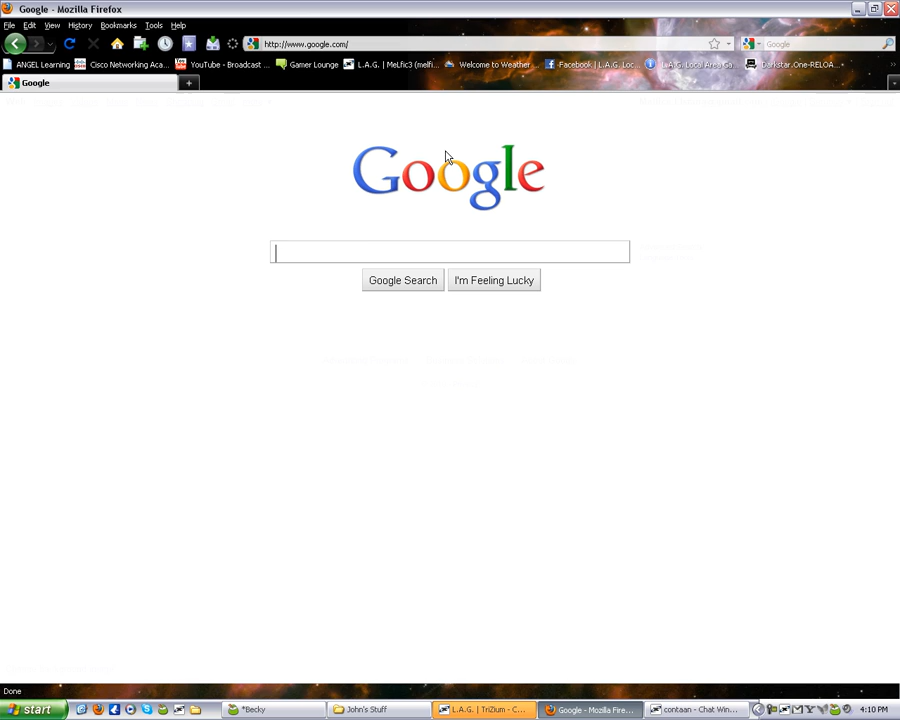 Google - Mozilla Firefox
File Edit View History Bookmarks Tools Help
http://www.google.com/ Google
ANGEL Learning Cisco Networking Aca... YouTube - Broadcast ... Gamer Lounge L.A.G. | MeLfic3 (melfi... Welcome to Weather ... Facebook | L.A.G. Loc... L.A.G. Local Area Ga... Darkstar.One-RELOA...
Google
Google
Google Search I'm Feeling Lucky
Done
start *Becky John's Stuff L.A.G. | TriZium - C... Google - Mozilla Fire... contaan - Chat Win... 4:10 PM